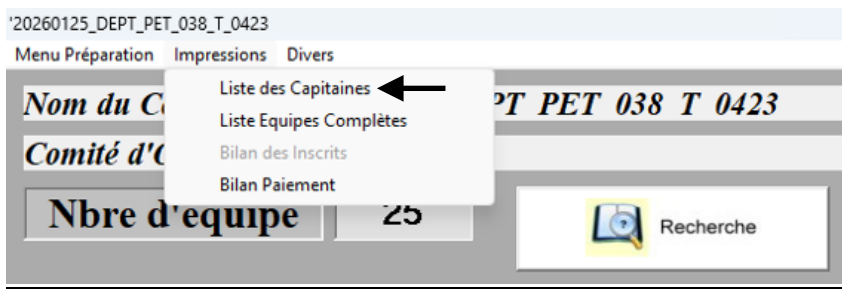 '20260125_DEPT_PET_038_T_0423
Menu Préparation Impressions Divers
Liste des Capitaines
Nom du PET 038 T 0423
Liste Equipes Complètes
Comité
Bilan des Inscrits
Bilan Paiement
Nbre d'equipe 25
Recherche